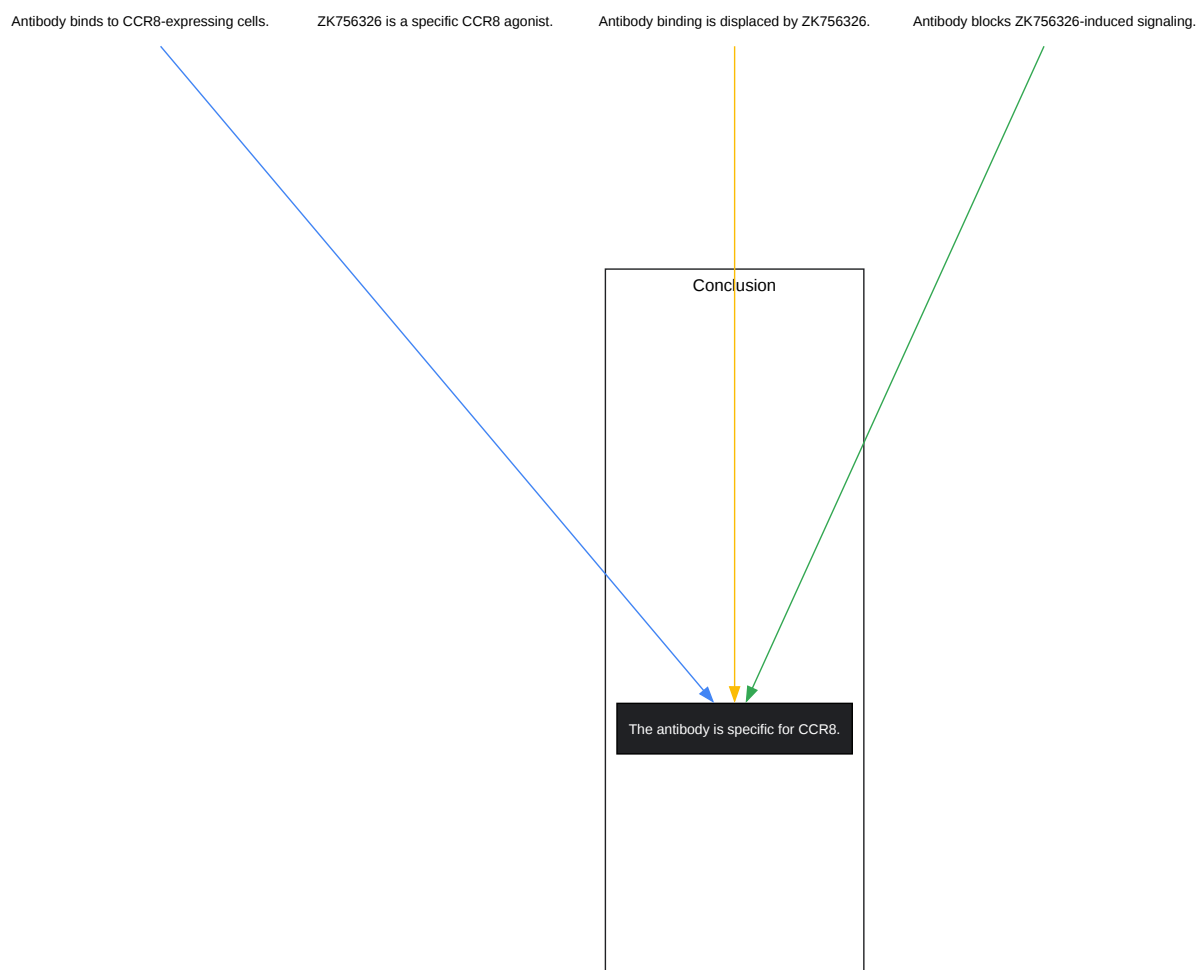 Antibody binds to CCR8-expressing cells.
ZK756326 is a specific CCR8 agonist.
Antibody binding is displaced by ZK756326.
Antibody blocks ZK756326-induced signaling.
Conclusion
The antibody is specific for CCR8.